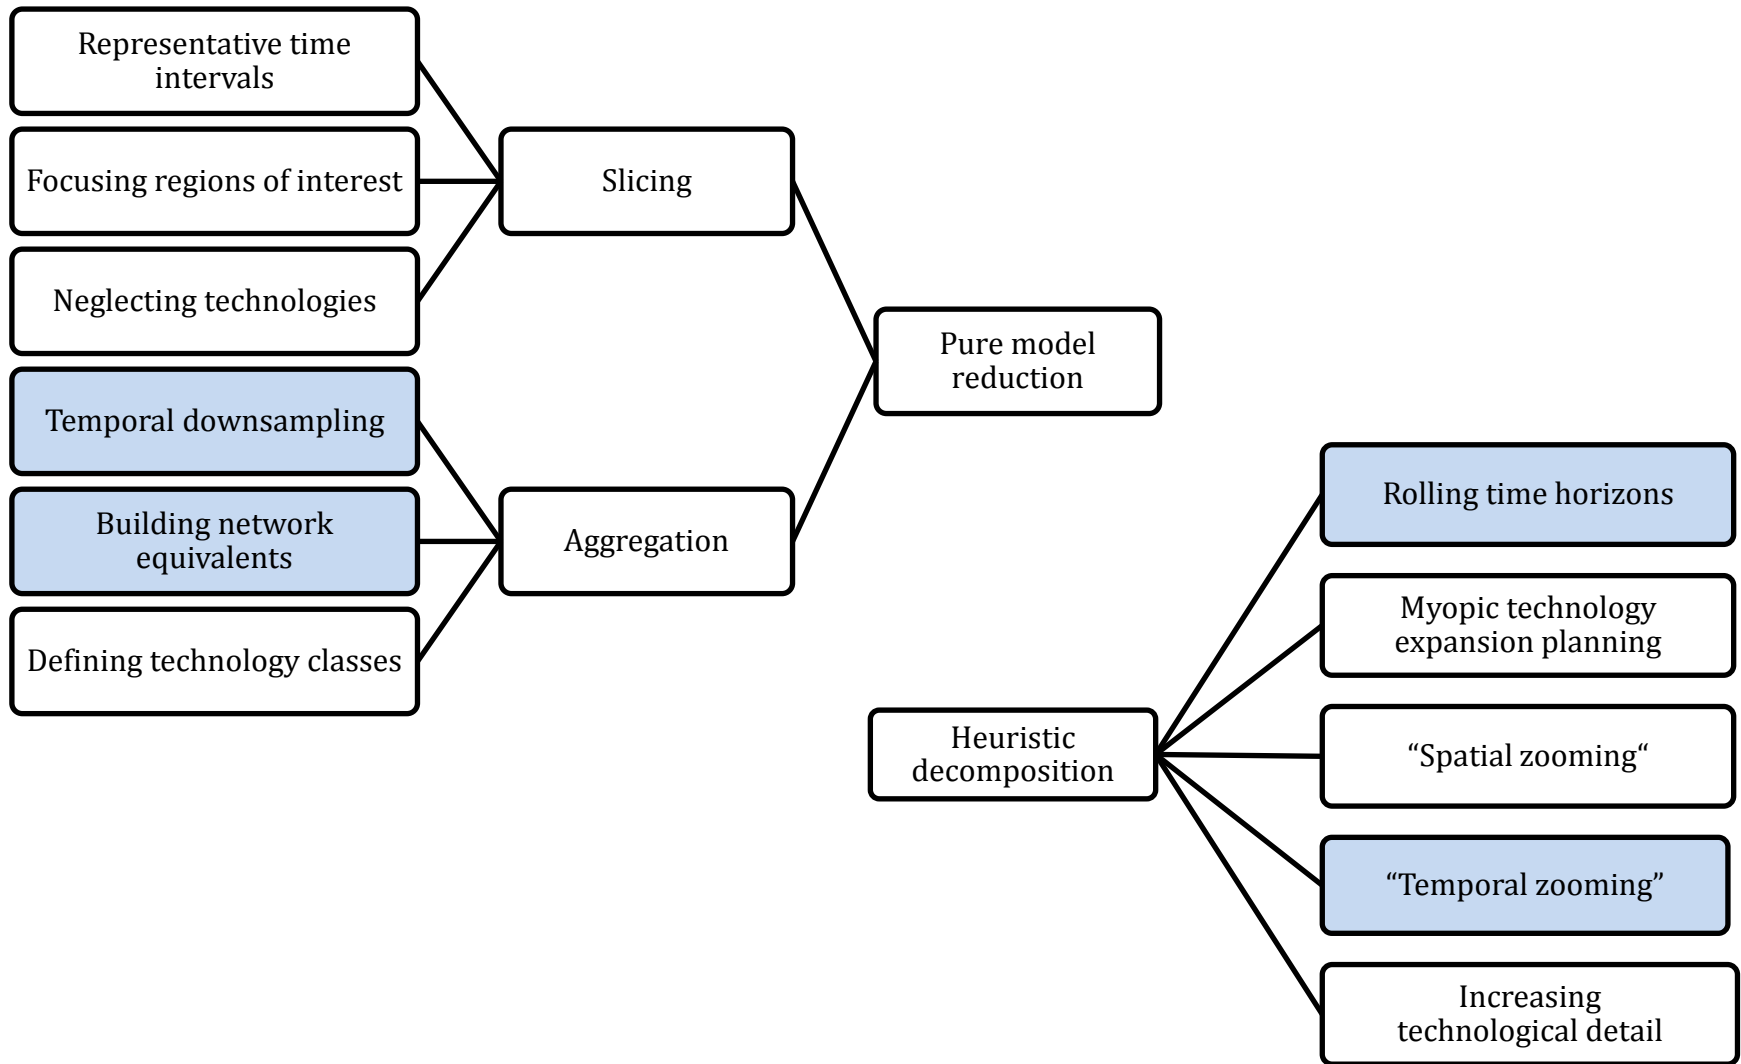 Representative time
intervals
Focusing regions of interest
Neglecting technologies
Temporal downsampling
Building network
equivalents
Defining technology classes
Slicing
Aggregation
Pure model
reduction
Heuristic
decomposition
Rolling time horizons
Myopic technology
expansion planning
“Spatial zooming“
“Temporal zooming”
Increasing
technological detail